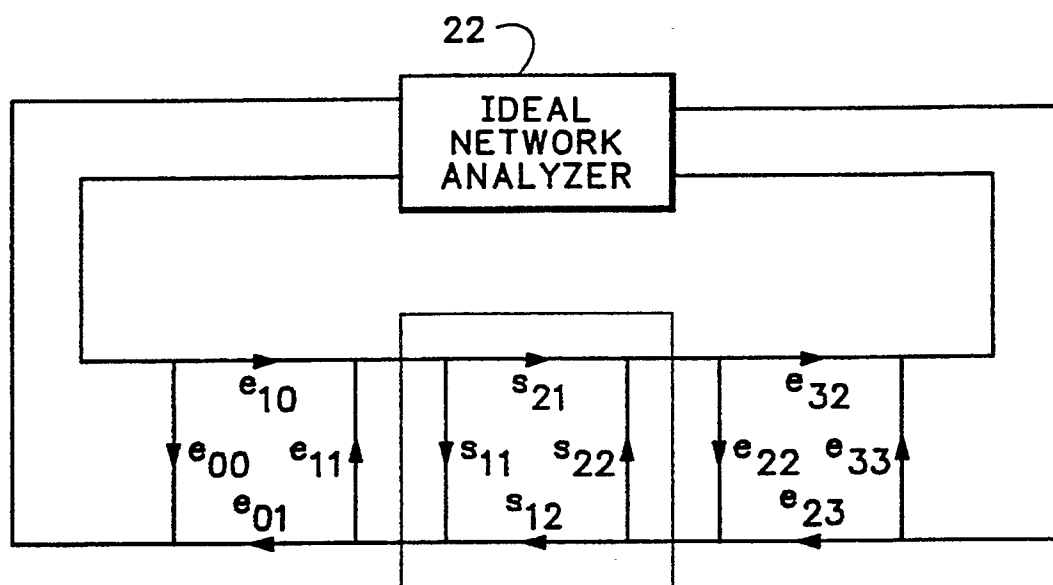 22
IDEAL
NETWORK
ANALYZER
e10 s21 e32
e00 e11 s11 s22 e22 e33
e01 s12 e23